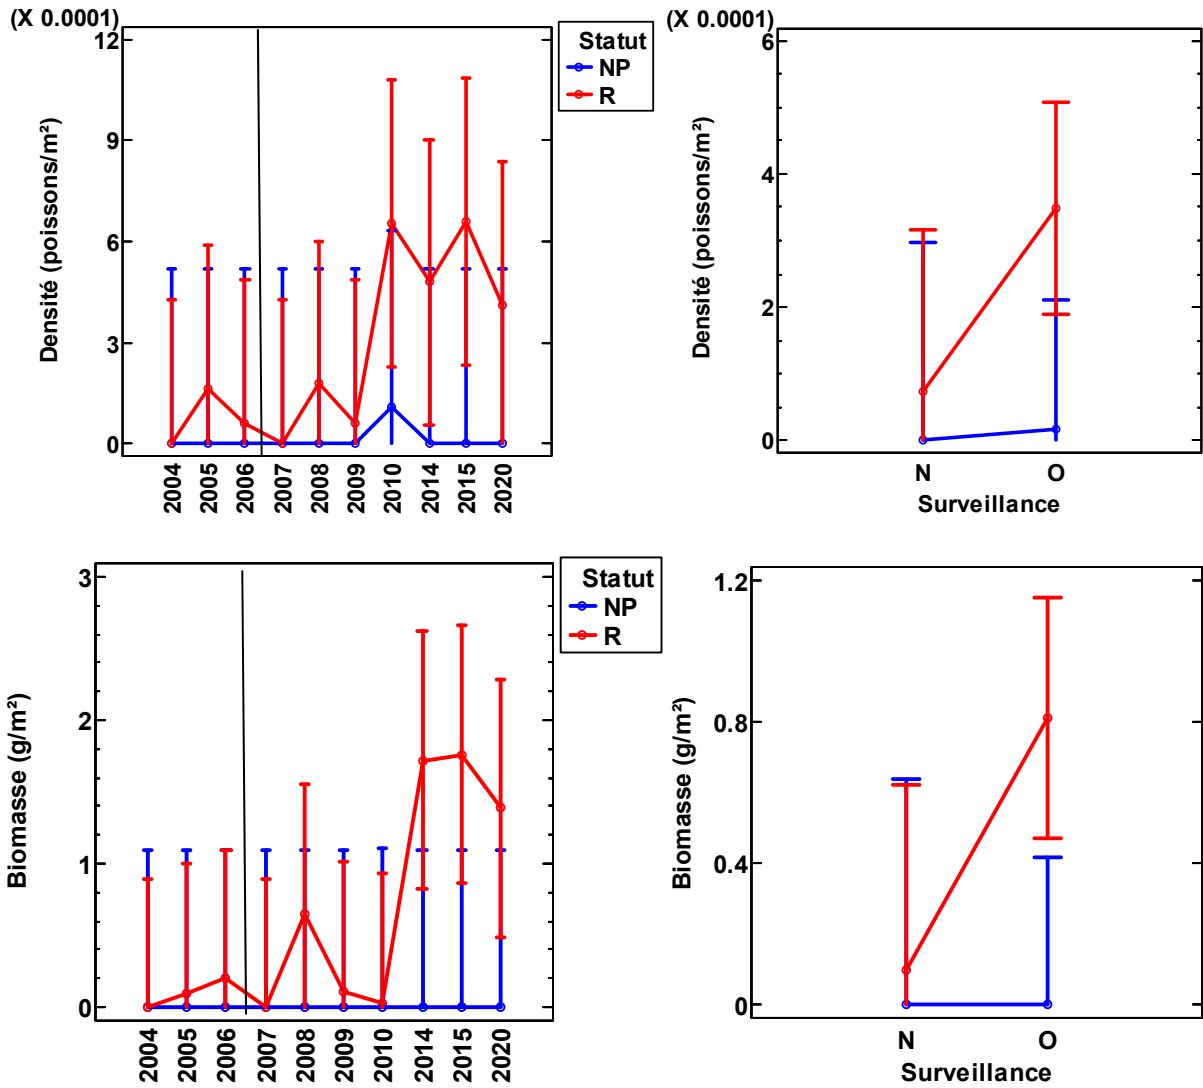 (X 0.0001)
12
9
6
3
0
Densité (poissons/m²)
2004
2005
2006
2007
2008
2009
2010
2014
2015
2020
Statut
NP
R
(X 0.0001)
6
4
2
0
Densité (poissons/m²)
N
O
Surveillance
3
2
1
0
Biomasse (g/m²)
2004
2005
2006
2007
2008
2009
2010
2014
2015
2020
Statut
NP
R
1.2
0.8
0.4
0
Biomasse (g/m²)
N
O
Surveillance